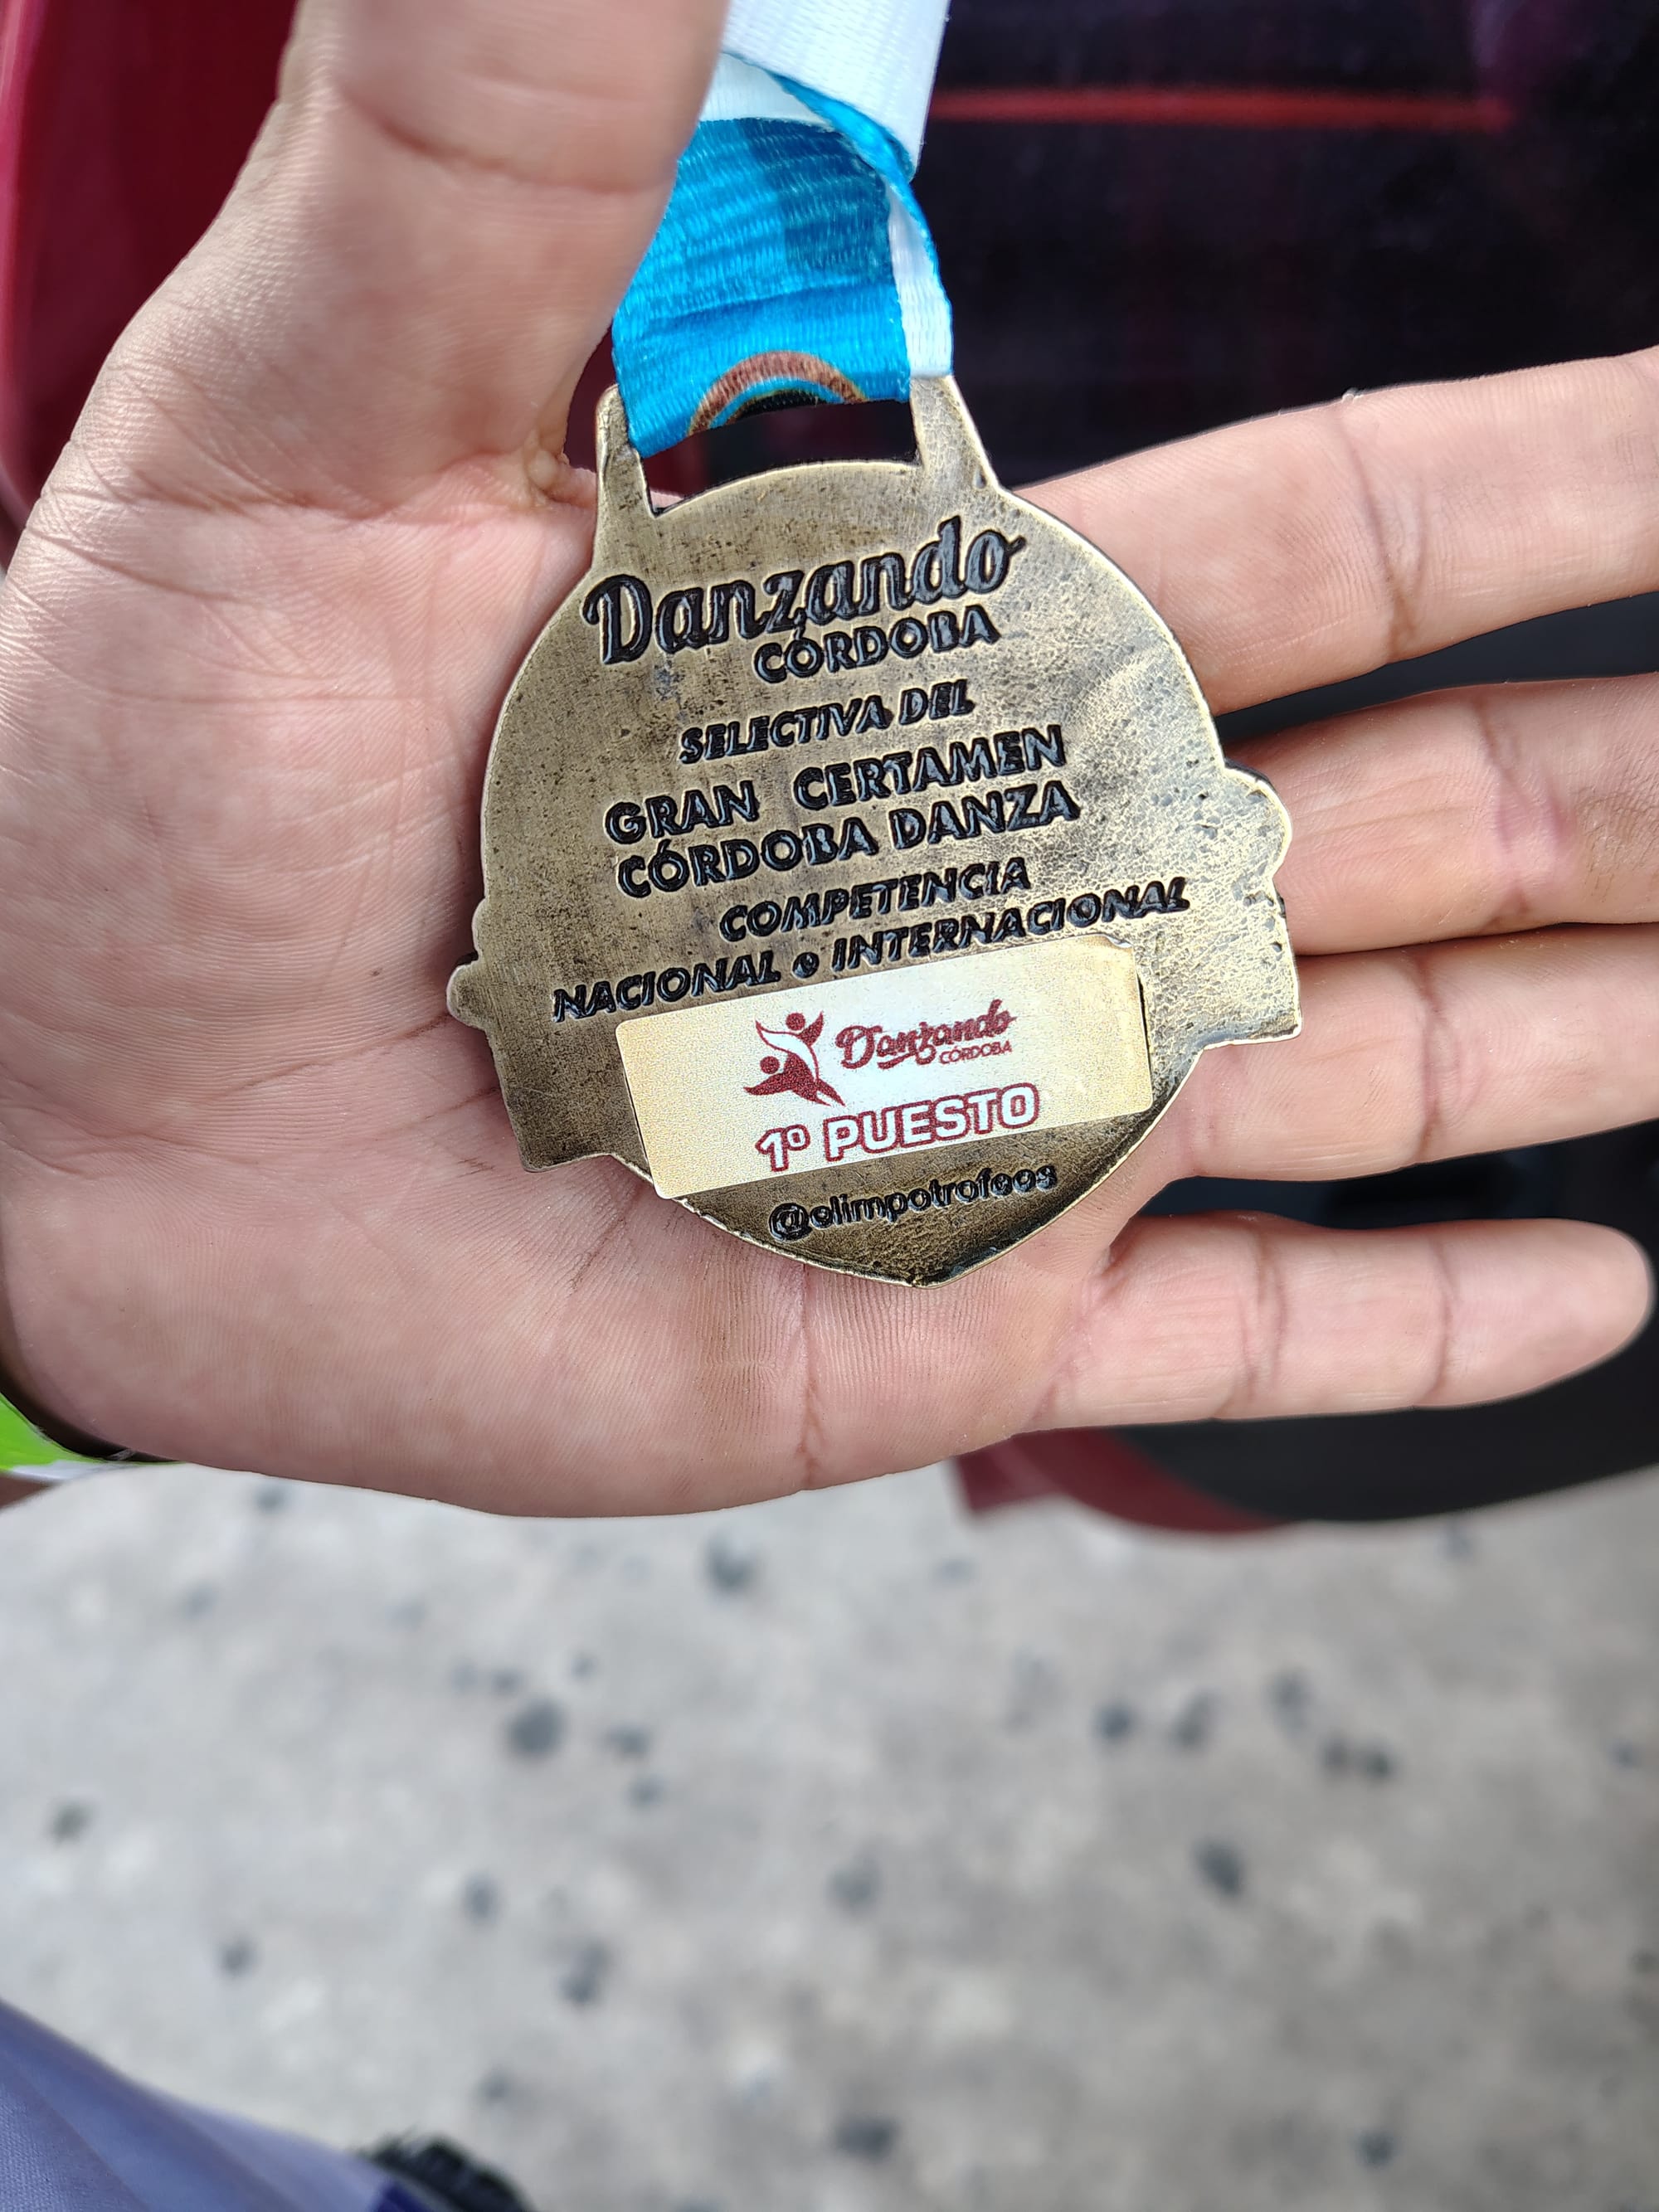 Danzando
CÓRDOBA
SELECTIVA DEL
GRAN CERTAMEN
CÓRDOBA DANZA
COMPETENCIA
NACIONAL e INTERNACIONAL
Danzando
CÓRDOBA
1º PUESTO
@olimpotrofeos